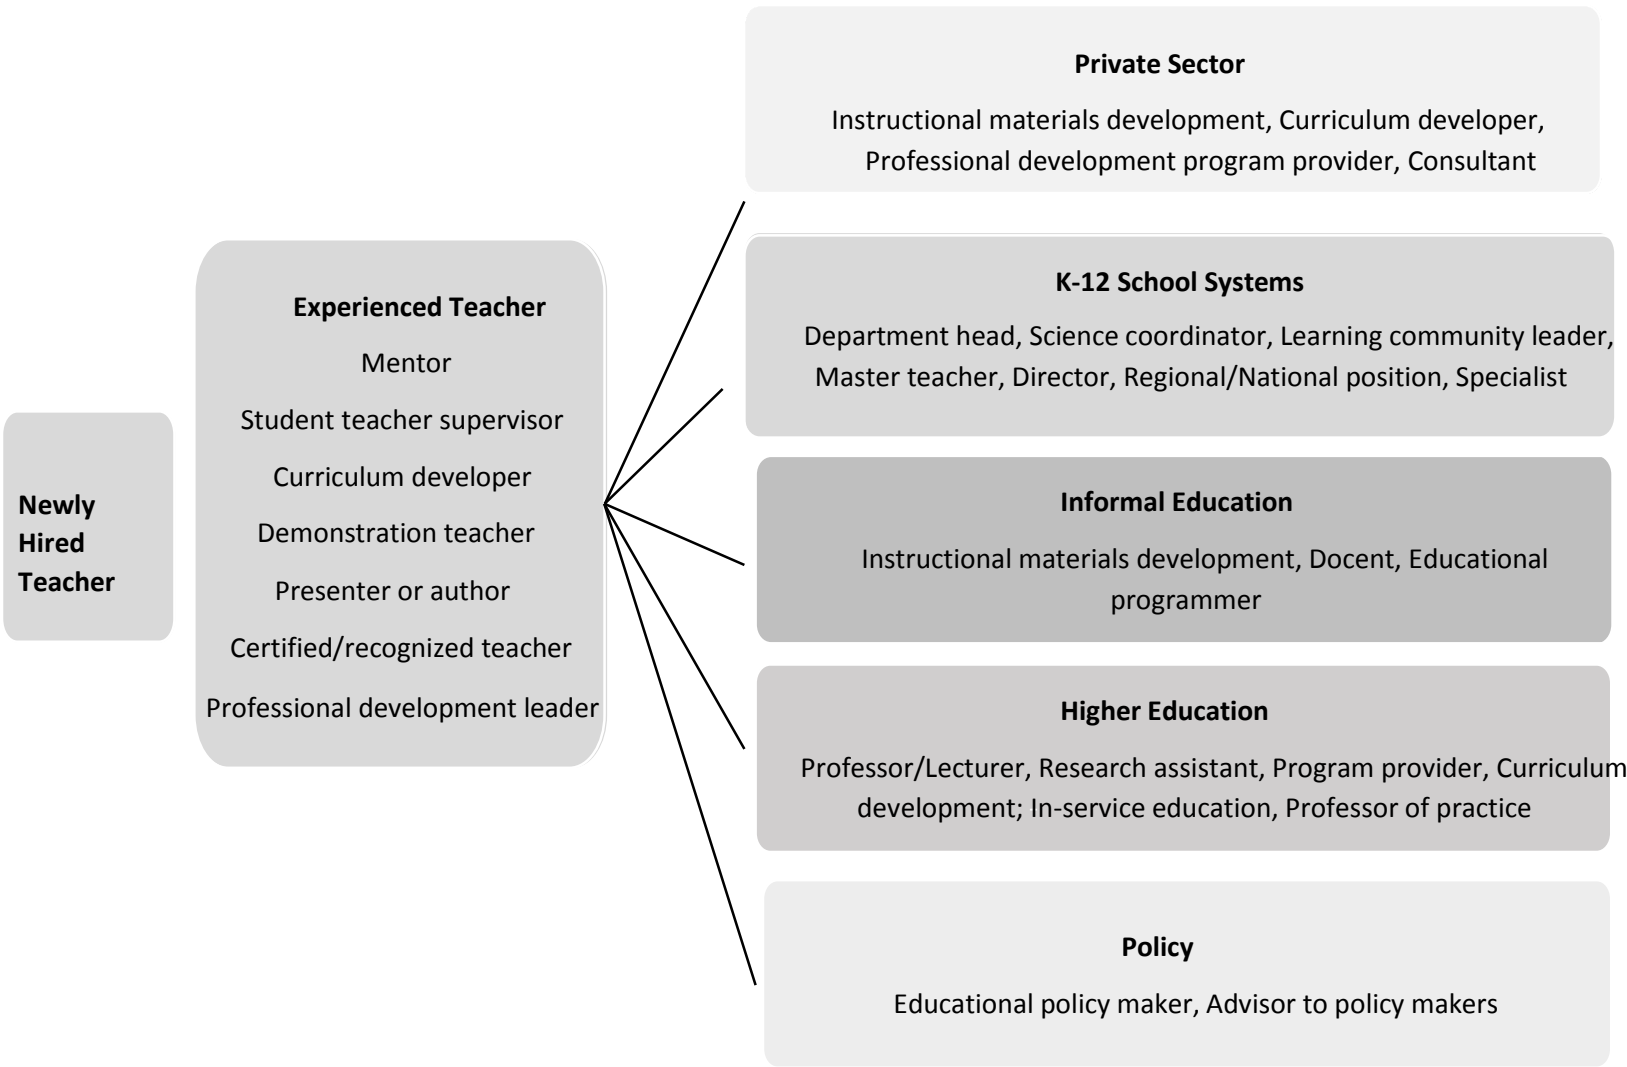 Newly
Hired
Teacher
Experienced Teacher
Mentor
Student teacher supervisor
Curriculum developer
Demonstration teacher
Presenter or author
Certified/recognized teacher
Professional development leader
Private Sector
Instructional materials development, Curriculum developer,
Professional development program provider, Consultant
K-12 School Systems
Department head, Science coordinator, Learning community leader,
Master teacher, Director, Regional/National position, Specialist
Informal Education
Instructional materials development, Docent, Educational
programmer
Higher Education
Professor/Lecturer, Research assistant, Program provider, Curriculum
development; In-service education, Professor of practice
Policy
Educational policy maker, Advisor to policy makers